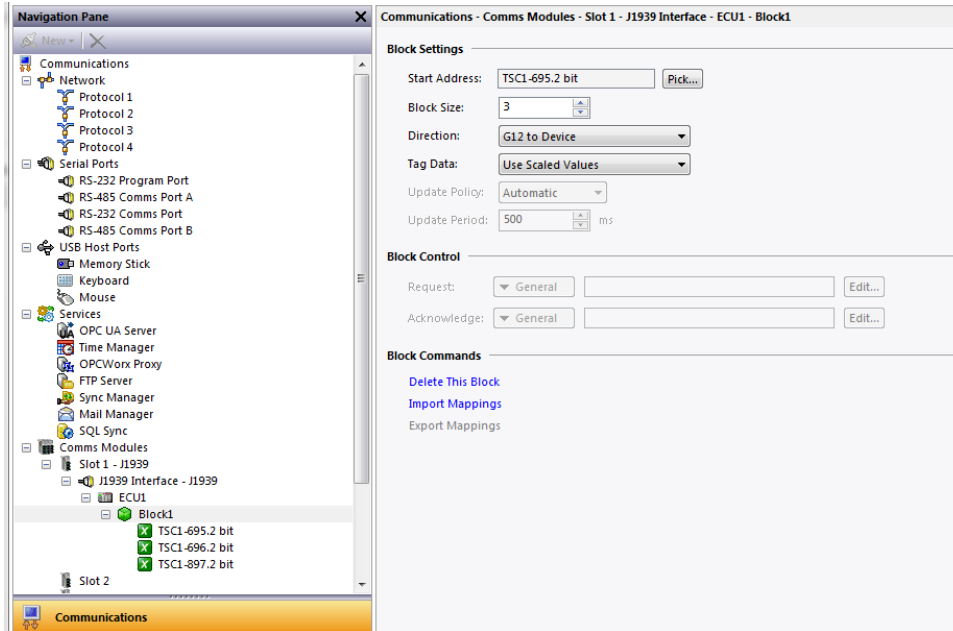 Navigation Pane
New
Communications
Network
Protocol 1
Protocol 2
Protocol 3
Protocol 4
Serial Ports
RS-232 Program Port
RS-485 Comms Port A
RS-232 Comms Port
RS-485 Comms Port B
USB Host Ports
Memory Stick
Keyboard
Mouse
Services
OPC UA Server
Time Manager
OPCWorx Proxy
FTP Server
Sync Manager
Mail Manager
SQL Sync
Comms Modules
Slot 1 - J1939
J1939 Interface - J1939
ECU1
Block1
TSC1-695.2 bit
TSC1-696.2 bit
TSC1-897.2 bit
Slot 2
Communications
Communications - Comms Modules - Slot 1 - J1939 Interface - ECU1 - Block1
Block Settings
Start Address: TSC1-695.2 bit Pick...
Block Size: 3
Direction: G12 to Device
Tag Data: Use Scaled Values
Update Policy: Automatic
Update Period: 500 ms
Block Control
Request: General Edit...
Acknowledge: General Edit...
Block Commands
Delete This Block
Import Mappings
Export Mappings